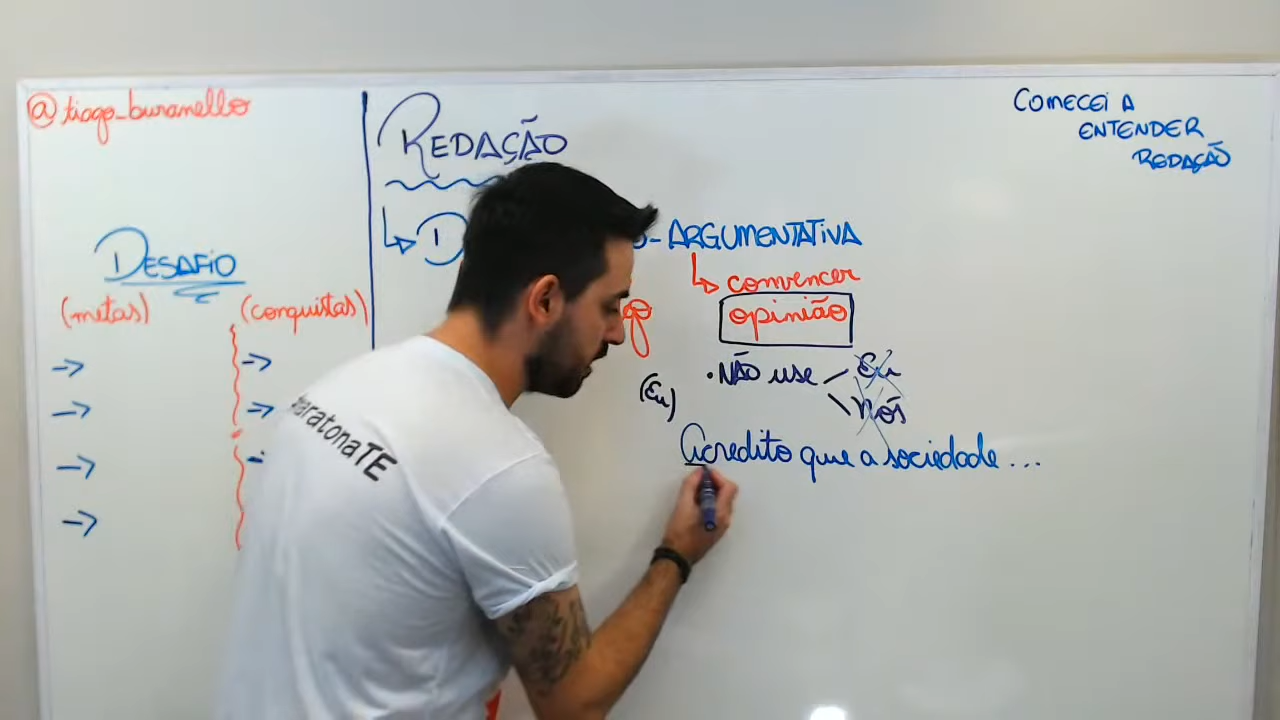 @tiago_buranello
DESAFIO
(metas) (conquistas)
REDAÇÃO
-ARGUMENTATIVA
convencer
opinião
•NÃO use Eu
Nós
(Eu)
Acredito que a sociedade...
COMECEI A
ENTENDER
REDAÇÃO
#maratonaTE